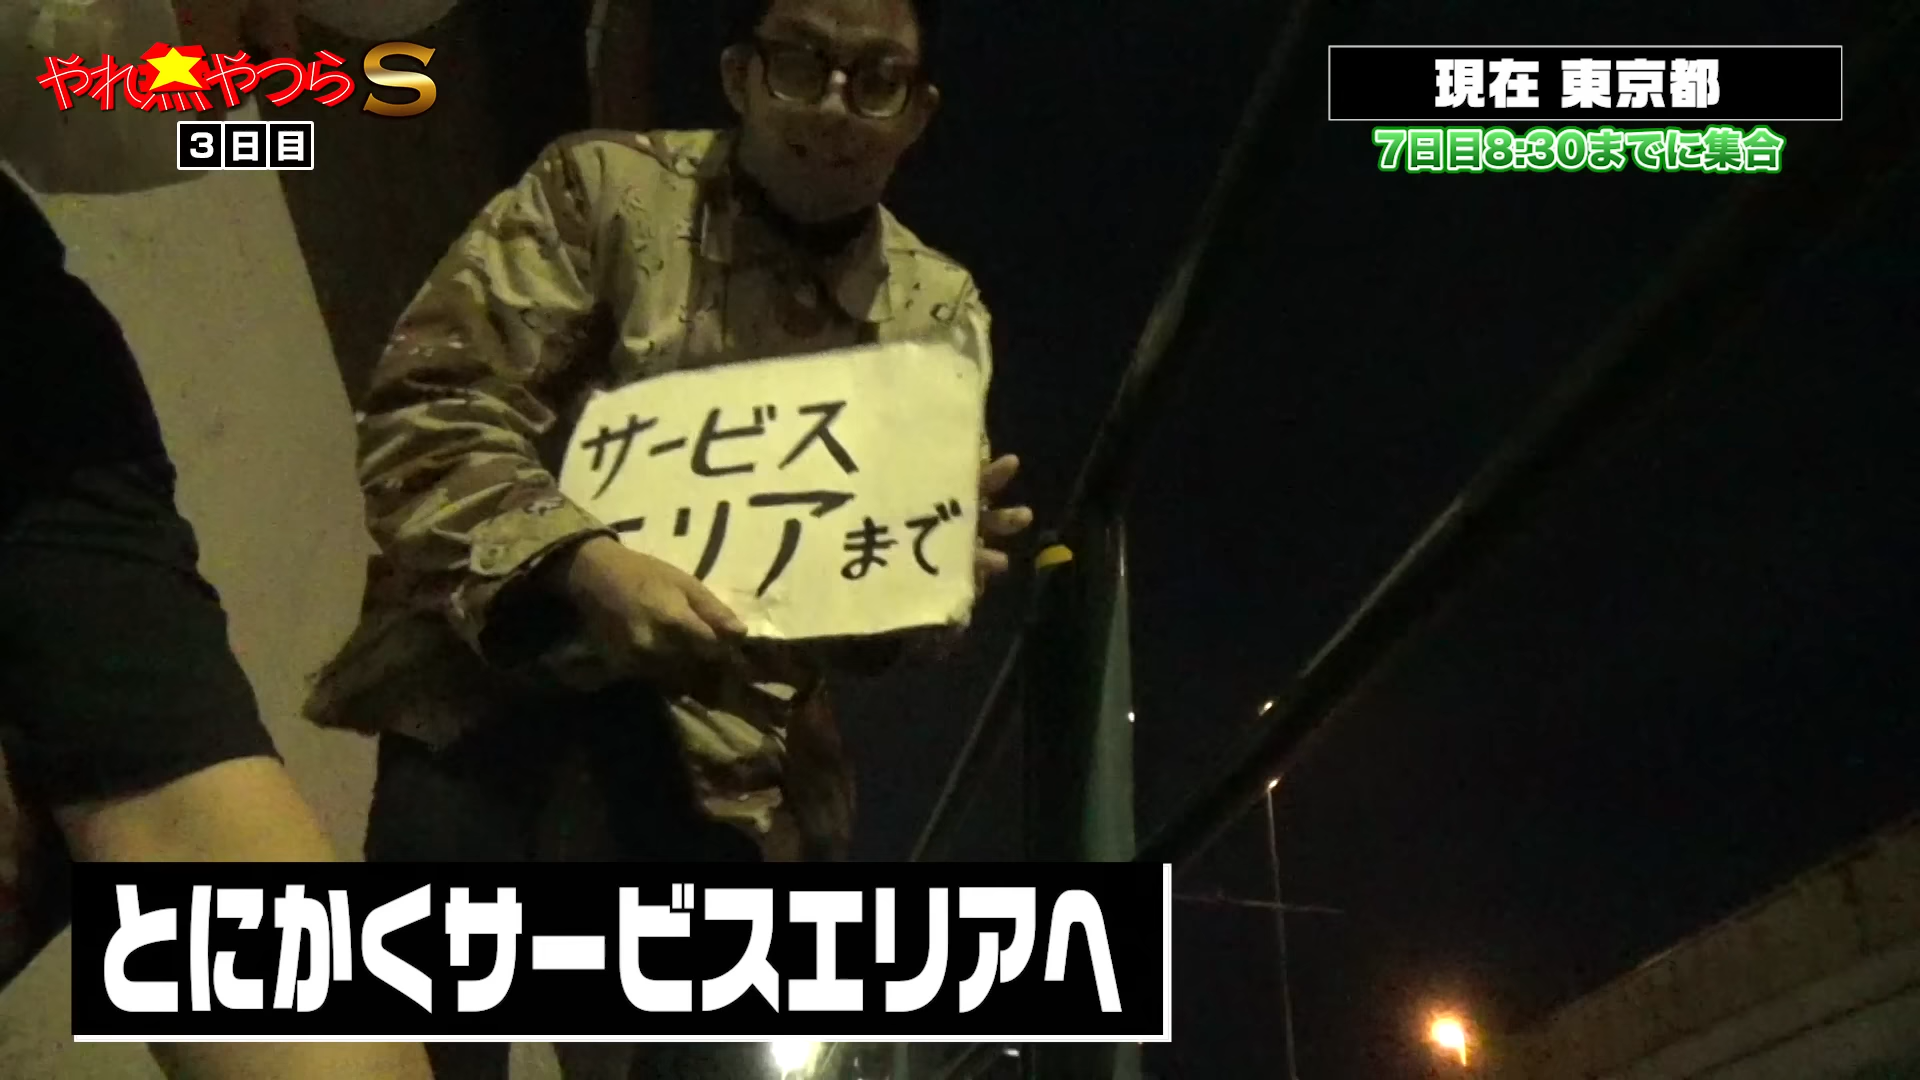 やれ点やつらS
3日目
現在 東京都
7日目8:30までに集合
サービス
エリアまで
とにかくサービスエリアへ